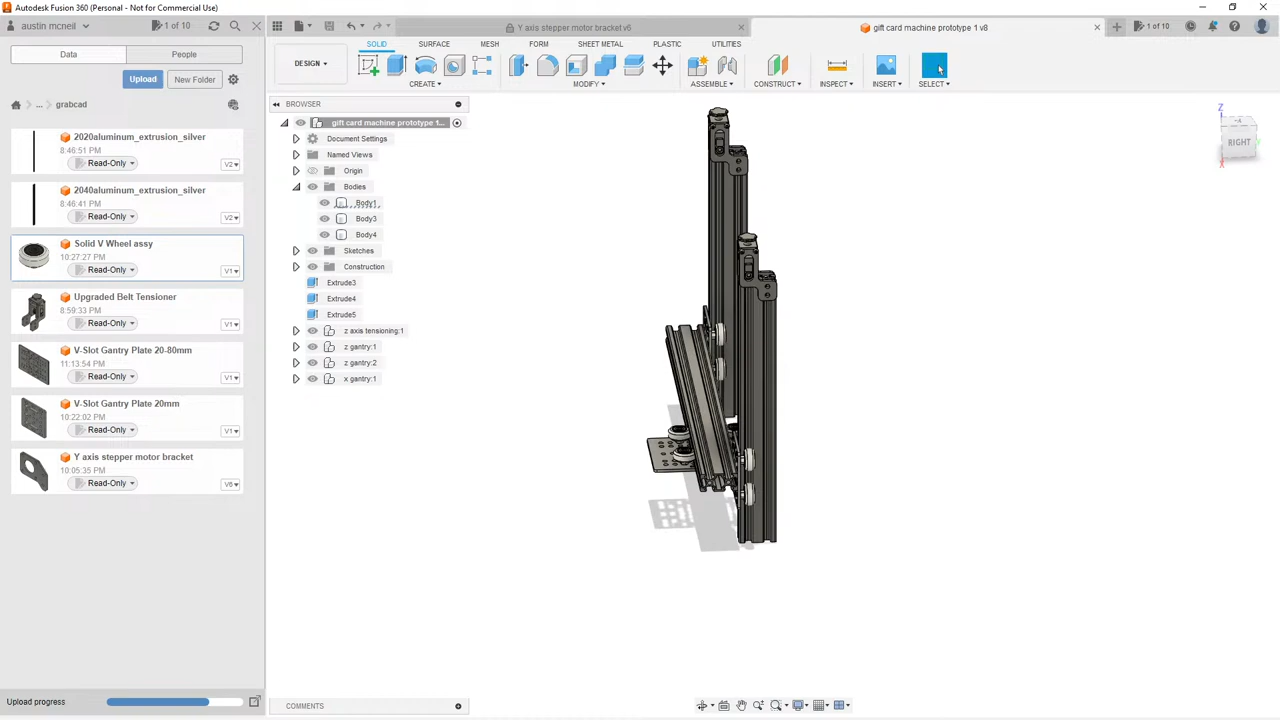 Autodesk Fusion 360 (Personal - Not for Commercial Use)
austin mcneil
1 of 10
Y axis stepper motor bracket v6
gift card machine prototype 1 v8
1 of 10
Data
People
DESIGN
SOLID
SURFACE
MESH
FORM
SHEET METAL
PLASTIC
UTILITIES
CREATE
MODIFY
ASSEMBLE
CONSTRUCT
INSPECT
INSERT
SELECT
Upload
New Folder
... grabcad
2020aluminum_extrusion_silver
8:46:51 PM
Read-Only
V2
2040aluminum_extrusion_silver
8:46:41 PM
Read-Only
V2
Solid V Wheel assy
10:27:27 PM
Read-Only
V1
Upgraded Belt Tensioner
8:59:33 PM
Read-Only
V1
V-Slot Gantry Plate 20-80mm
11:13:54 PM
Read-Only
V1
V-Slot Gantry Plate 20mm
10:22:02 PM
Read-Only
V1
Y axis stepper motor bracket
10:05:35 PM
Read-Only
V6
Upload progress
BROWSER
gift card machine prototype 1...
Document Settings
Named Views
Origin
Bodies
Body1
Body3
Body4
Sketches
Construction
Extrude3
Extrude4
Extrude5
z axis tensioning:1
z gantry:1
z gantry:2
x gantry:1
Z
RIGHT
X
COMMENTS